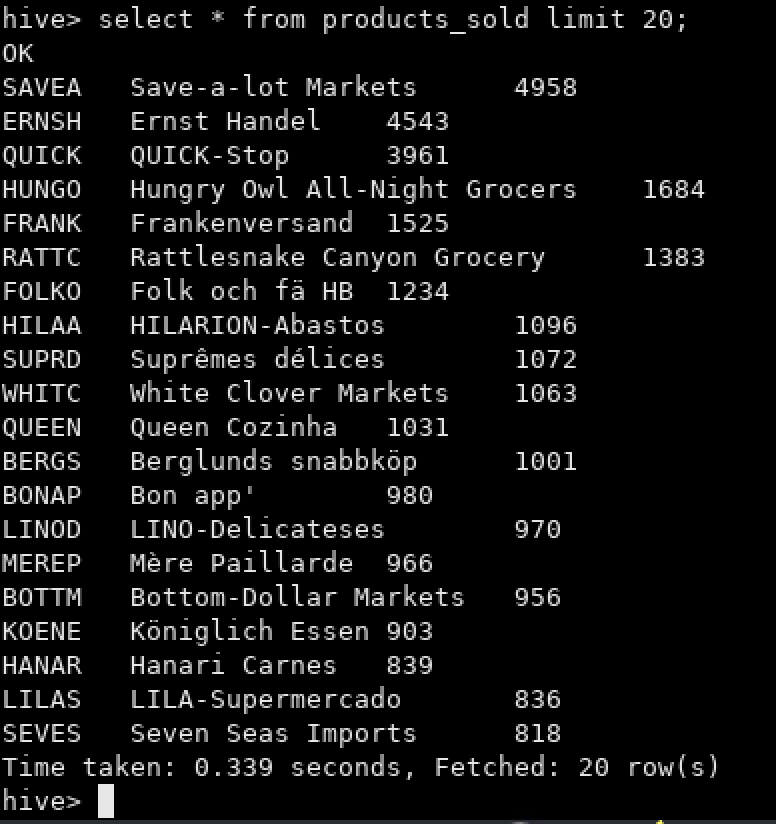 hive> select * from products_sold limit 20;
OK
SAVEA Save-a-lot Markets 4958
ERNSH Ernst Handel 4543
QUICK QUICK-Stop 3961
HUNGO Hungry Owl All-Night Grocers 1684
FRANK Frankenversand 1525
RATTC Rattlesnake Canyon Grocery 1383
FOLKO Folk och fä HB 1234
HILAA HILARION-Abastos 1096
SUPRD Suprêmes délices 1072
WHITC White Clover Markets 1063
QUEEN Queen Cozinha 1031
BERGS Berglunds snabbköp 1001
BONAP Bon app' 980
LINOD LINO-Delicateses 970
MEREP Mère Paillarde 966
BOTTM Bottom-Dollar Markets 956
KOENE Königlich Essen 903
HANAR Hanari Carnes 839
LILAS LILA-Supermercado 836
SEVES Seven Seas Imports 818
Time taken: 0.339 seconds, Fetched: 20 row(s)
hive>